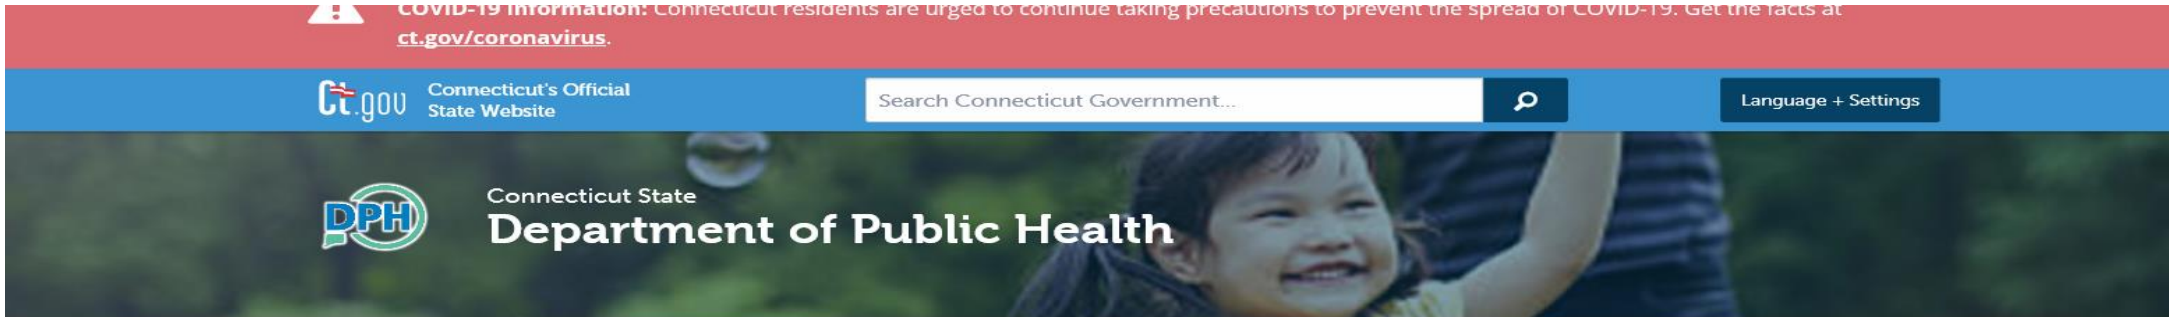 COVID-19 Information: Connecticut residents are urged to continue taking precautions to prevent the spread of COVID-19. Get the facts at
ct.gov/coronavirus.
Ct.gov
Connecticut's Official
State Website
Search Connecticut Government...
Language + Settings
DPH
Connecticut State
Department of Public Health